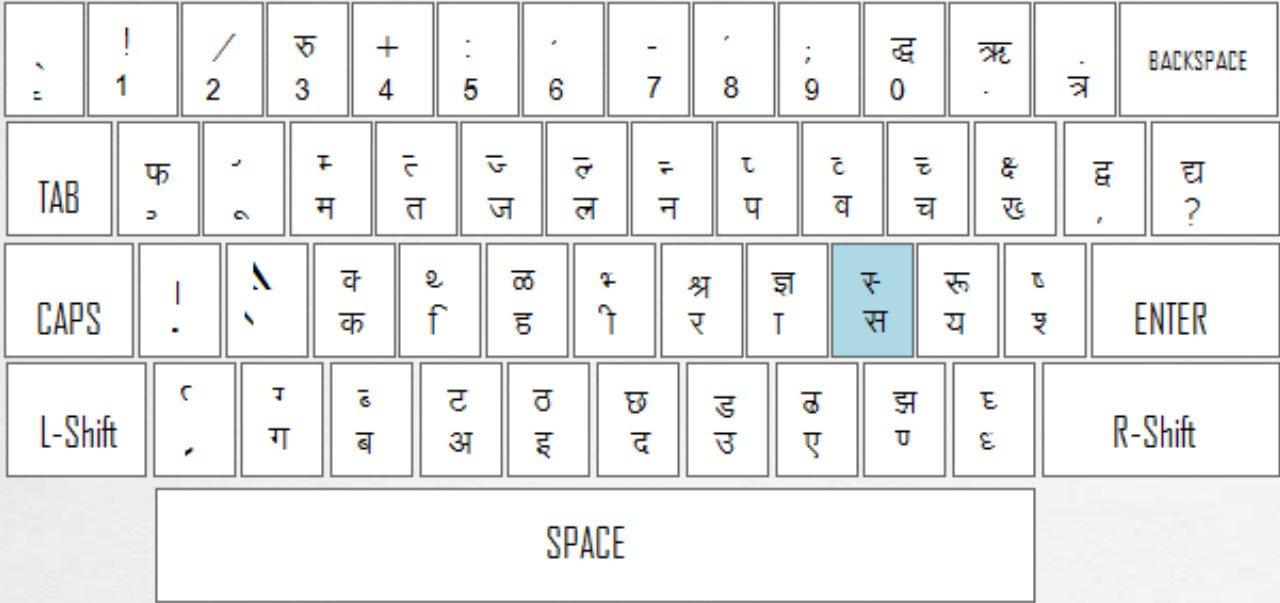 ! / रु + : ´ - ´ ; द्ध ऋ .
़ 1 2 3 4 5 6 7 8 9 0 . त्र BACKSPACE
TAB फ म् त् ज् ल् न् प् व् च् क्ष् द्व द्य
ु ू म त ज ल न प व च ख् , ?
CAPS । क् थ् ळ भ् श्र ज्ञ स् रू ष्
. े क ि ह ी र ा स य श् ENTER
L-Shift ग् ब् ट ठ छ ड ढ झ घ् R-Shift
ग ब अ इ द उ ए ण् ध्
SPACE